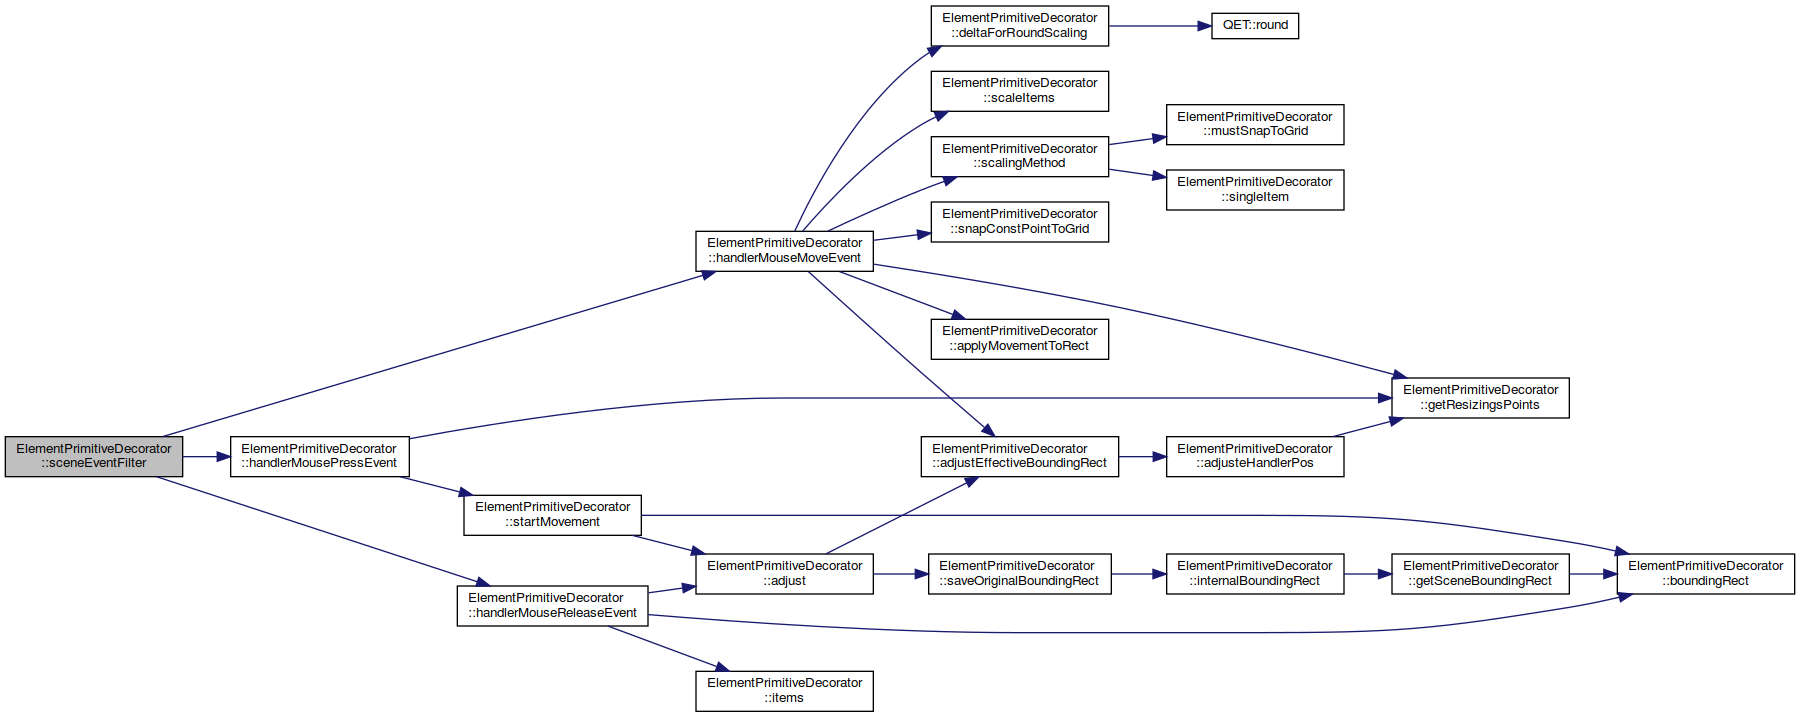 ElementPrimitiveDecorator
::sceneEventFilter
ElementPrimitiveDecorator
::handlerMousePressEvent
ElementPrimitiveDecorator
::startMovement
ElementPrimitiveDecorator
::handlerMouseReleaseEvent
ElementPrimitiveDecorator
::handlerMouseMoveEvent
ElementPrimitiveDecorator
::adjust
ElementPrimitiveDecorator
::items
ElementPrimitiveDecorator
::deltaForRoundScaling
ElementPrimitiveDecorator
::scaleItems
ElementPrimitiveDecorator
::scalingMethod
ElementPrimitiveDecorator
::snapConstPointToGrid
ElementPrimitiveDecorator
::applyMovementToRect
ElementPrimitiveDecorator
::adjustEffectiveBoundingRect
ElementPrimitiveDecorator
::saveOriginalBoundingRect
QET::round
ElementPrimitiveDecorator
::mustSnapToGrid
ElementPrimitiveDecorator
::singleItem
ElementPrimitiveDecorator
::adjusteHandlerPos
ElementPrimitiveDecorator
::internalBoundingRect
ElementPrimitiveDecorator
::getResizingsPoints
ElementPrimitiveDecorator
::getSceneBoundingRect
ElementPrimitiveDecorator
::boundingRect